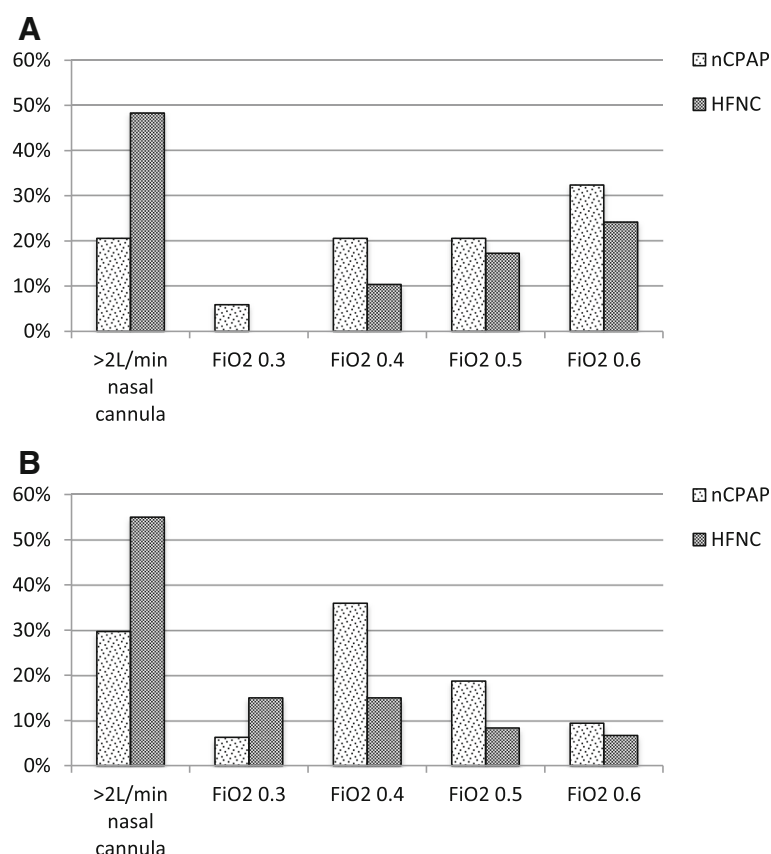 A
60%
50%
40%
30%
20%
10%
0%
nCPAP
HFNC
>2L/min
nasal
cannula
FiO2 0.3
FiO2 0.4
FiO2 0.5
FiO2 0.6
B
60%
50%
40%
30%
20%
10%
0%
nCPAP
HFNC
>2L/min
nasal
cannula
FiO2 0.3
FiO2 0.4
FiO2 0.5
FiO2 0.6